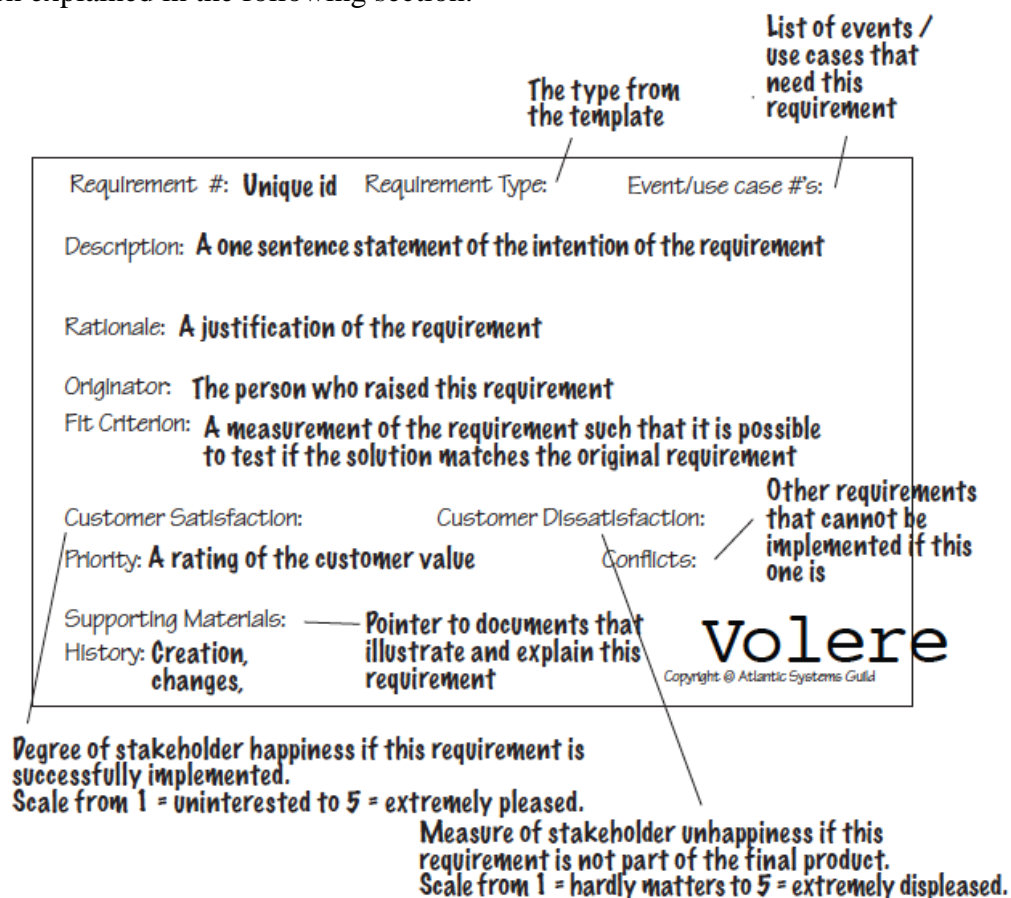 explained in the following section.
List of events /
use cases that
need this
requirement
The type from
the template
Requirement #: Unique id Requirement Type: Event/use case #'s:
Description: A one sentence statement of the intention of the requirement
Rationale: A justification of the requirement
Originator: The person who raised this requirement
Fit Criterion: A measurement of the requirement such that it is possible
to test if the solution matches the original requirement
Other requirements
that cannot be
implemented if this
one is
Customer Satisfaction: Customer Dissatisfaction:
Priority: A rating of the customer value Conflicts:
Supporting Materials: Pointer to documents that
illustrate and explain this
requirement
History: Creation,
changes,
Volere
Copyright @ Atlantic Systems Guild
Degree of stakeholder happiness if this requirement is
successfully implemented.
Scale from 1 = uninterested to 5 = extremely pleased.
Measure of stakeholder unhappiness if this
requirement is not part of the final product.
Scale from 1 = hardly matters to 5 = extremely displeased.